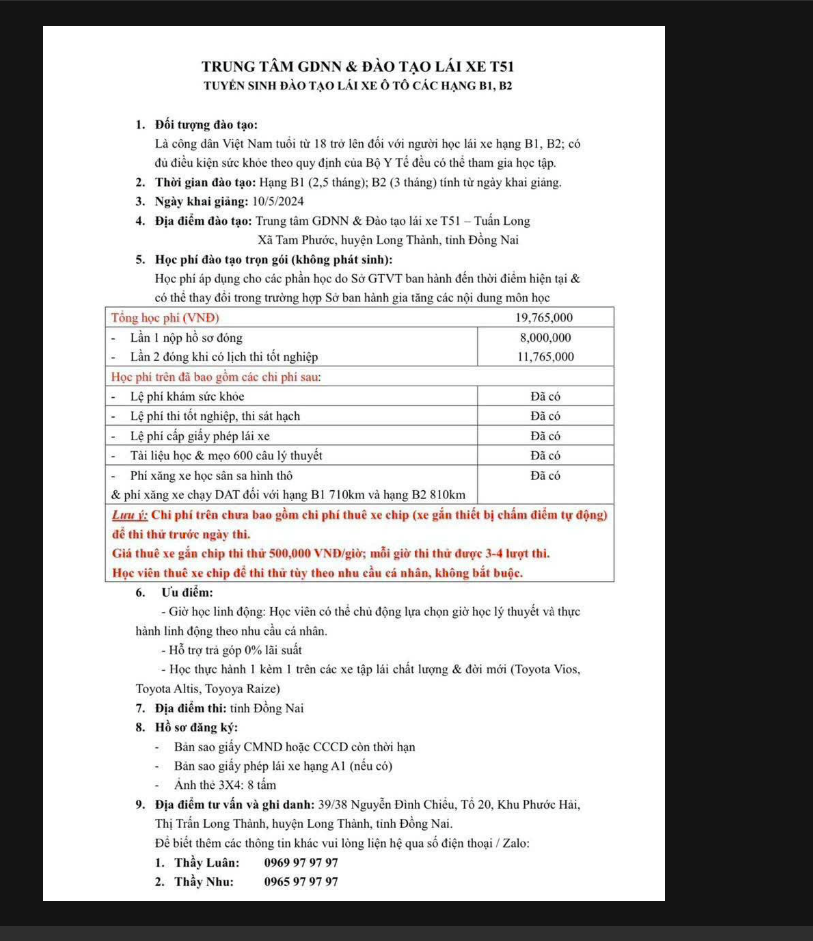 TRUNG TÂM GDNN & ĐÀO TẠO LÁI XE T51
TUYỂN SINH ĐÀO TẠO LÁI XE Ô TÔ CÁC HẠNG B1, B2
1. Đối tượng đào tạo:
Là công dân Việt Nam tuổi từ 18 trở lên đối với người học lái xe hạng B1, B2; có
đủ điều kiện sức khỏe theo quy định của Bộ Y Tế đều có thể tham gia học tập.
2. Thời gian đào tạo: Hạng B1 (2,5 tháng); B2 (3 tháng) tính từ ngày khai giảng.
3. Ngày khai giảng: 10/5/2024
4. Địa điểm đào tạo: Trung tâm GDNN & Đào tạo lái xe T51 – Tuấn Long
Xã Tam Phước, huyện Long Thành, tỉnh Đồng Nai
5. Học phí đào tạo trọn gói (không phát sinh):
Học phí áp dụng cho các phần học do Sở GTVT ban hành đến thời điểm hiện tại &
có thể thay đổi trong trường hợp Sở ban hành gia tăng các nội dung môn học
Tổng học phí (VNĐ) 19,765,000
- Lần 1 nộp hồ sơ đóng 8,000,000
- Lần 2 đóng khi có lịch thi tốt nghiệp 11,765,000
Học phí trên đã bao gồm các chi phí sau:
- Lệ phí khám sức khỏe Đã có
- Lệ phí thi tốt nghiệp, thi sát hạch Đã có
- Lệ phí cấp giấy phép lái xe Đã có
- Tài liệu học & mẹo 600 câu lý thuyết Đã có
- Phí xăng xe học sân sa hình thô Đã có
& phí xăng xe chạy DAT đối với hạng B1 710km và hạng B2 810km
Lưu ý: Chi phí trên chưa bao gồm chi phí thuê xe chip (xe gắn thiết bị chấm điểm tự động)
để thi thử trước ngày thi.
Giá thuê xe gắn chip thi thử 500,000 VNĐ/giờ; mỗi giờ thi thử được 3-4 lượt thi.
Học viên thuê xe chip để thi thử tùy theo nhu cầu cá nhân, không bắt buộc.
6. Ưu điểm:
- Giờ học linh động: Học viên có thể chủ động lựa chọn giờ học lý thuyết và thực
hành linh động theo nhu cầu cá nhân.
- Hỗ trợ trả góp 0% lãi suất
- Học thực hành 1 kèm 1 trên các xe tập lái chất lượng & đời mới (Toyota Vios,
Toyota Altis, Toyoya Raize)
7. Địa điểm thi: tỉnh Đồng Nai
8. Hồ sơ đăng ký:
- Bản sao giấy CMND hoặc CCCD còn thời hạn
- Bản sao giấy phép lái xe hạng A1 (nếu có)
- Ảnh thẻ 3X4: 8 tấm
9. Địa điểm tư vấn và ghi danh: 39/38 Nguyễn Đình Chiểu, Tổ 20, Khu Phước Hải,
Thị Trấn Long Thành, huyện Long Thành, tỉnh Đồng Nai.
Để biết thêm các thông tin khác vui lòng liện hệ qua số điện thoại / Zalo:
1. Thầy Luân: 0969 97 97 97
2. Thầy Nhu: 0965 97 97 97